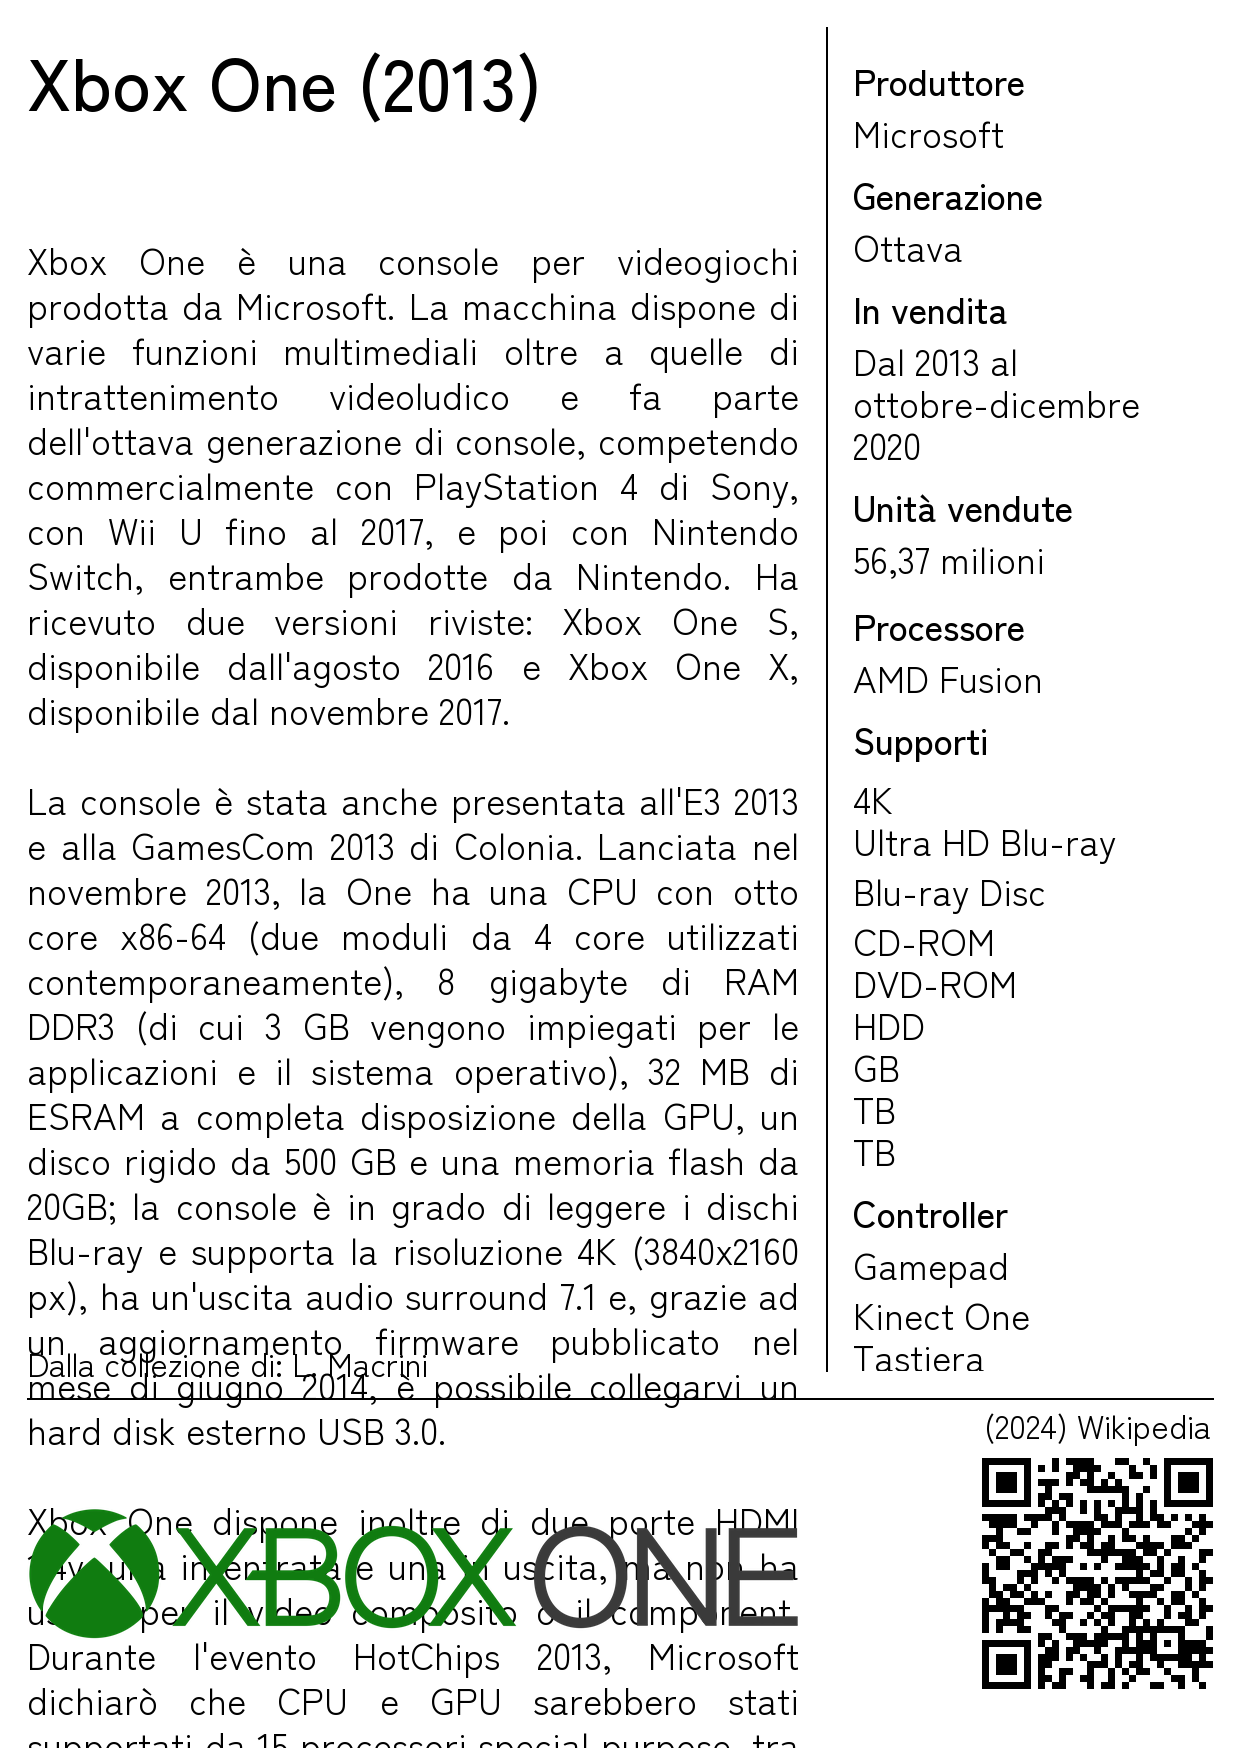 Xbox One (2013)
Xbox One è una console per videogiochi
prodotta da Microsoft. La macchina dispone di
varie funzioni multimediali oltre a quelle di
intrattenimento videoludico e fa parte
dell'ottava generazione di console, competendo
commercialmente con PlayStation 4 di Sony,
con Wii U fino al 2017, e poi con Nintendo
Switch, entrambe prodotte da Nintendo. Ha
ricevuto due versioni riviste: Xbox One S,
disponibile dall'agosto 2016 e Xbox One X,
disponibile dal novembre 2017.
La console è stata anche presentata all'E3 2013
e alla GamesCom 2013 di Colonia. Lanciata nel
novembre 2013, la One ha una CPU con otto
core x86-64 (due moduli da 4 core utilizzati
contemporaneamente), 8 gigabyte di RAM
DDR3 (di cui 3 GB vengono impiegati per le
applicazioni e il sistema operativo), 32 MB di
ESRAM a completa disposizione della GPU, un
disco rigido da 500 GB e una memoria flash da
20GB; la console è in grado di leggere i dischi
Blu-ray e supporta la risoluzione 4K (3840x2160
px), ha un'uscita audio surround 7.1 e, grazie ad
un aggiornamento firmware pubblicato nel
mese di giugno 2014, è possibile collegarvi un
hard disk esterno USB 3.0.
Xbox One dispone inoltre di due porte HDMI
una in entrata e una in uscita, ma non ha
per il video composito o il component.
Durante l'evento HotChips 2013, Microsoft
dichiarò che CPU e GPU sarebbero stati
supportati da 15 processori special purpose, tra
Dalla collezione di: L. Macrini
XBOX ONE
Produttore
Microsoft
Generazione
Ottava
In vendita
Dal 2013 al
ottobre-dicembre
2020
Unità vendute
56,37 milioni
Processore
AMD Fusion
Supporti
4K
Ultra HD Blu-ray
Blu-ray Disc
CD-ROM
DVD-ROM
HDD
GB
TB
TB
Controller
Gamepad
Kinect One
Tastiera
(2024) Wikipedia